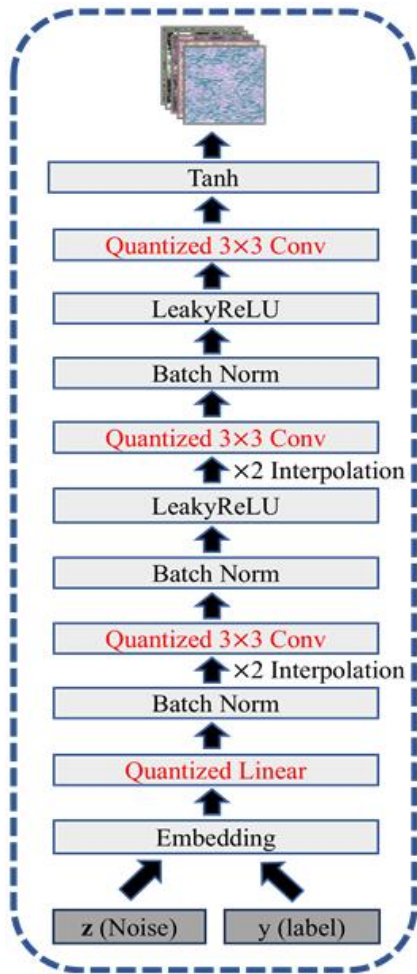 Tanh
Quantized 3×3 Conv
LeakyReLU
Batch Norm
Quantized 3×3 Conv
×2 Interpolation
LeakyReLU
Batch Norm
Quantized 3×3 Conv
×2 Interpolation
Batch Norm
Quantized Linear
Embedding
z (Noise)
y (label)